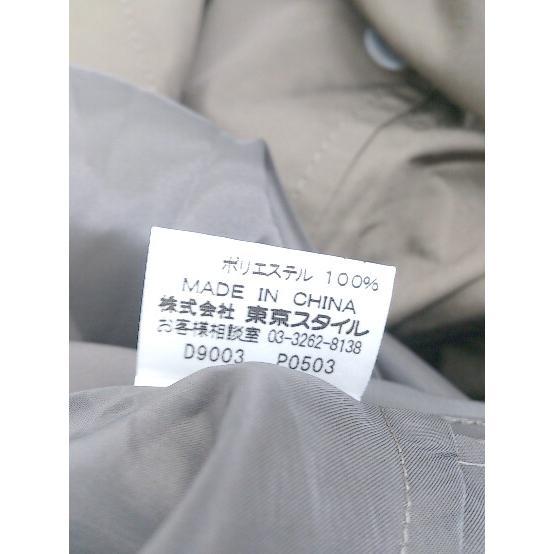 ポリエステル 100%
MADE IN CHINA
株式会社 東京スタイル
お客様相談室 03-3262-8138
D9003 P0503